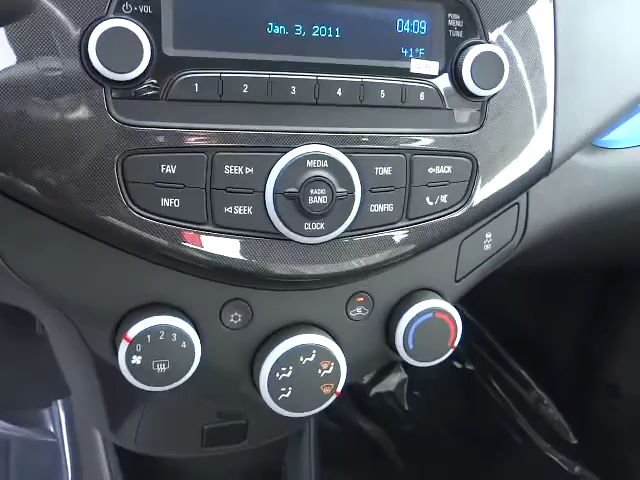 VOL
PUSH
MENU
TUNE
Jan. 3, 2011
04:09
41°F
1 2 3 4 5 6
FAV
SEEK
MEDIA
TONE
BACK
RADIO
BAND
INFO
SEEK
CLOCK
CONFIG
0 1 2 3 4